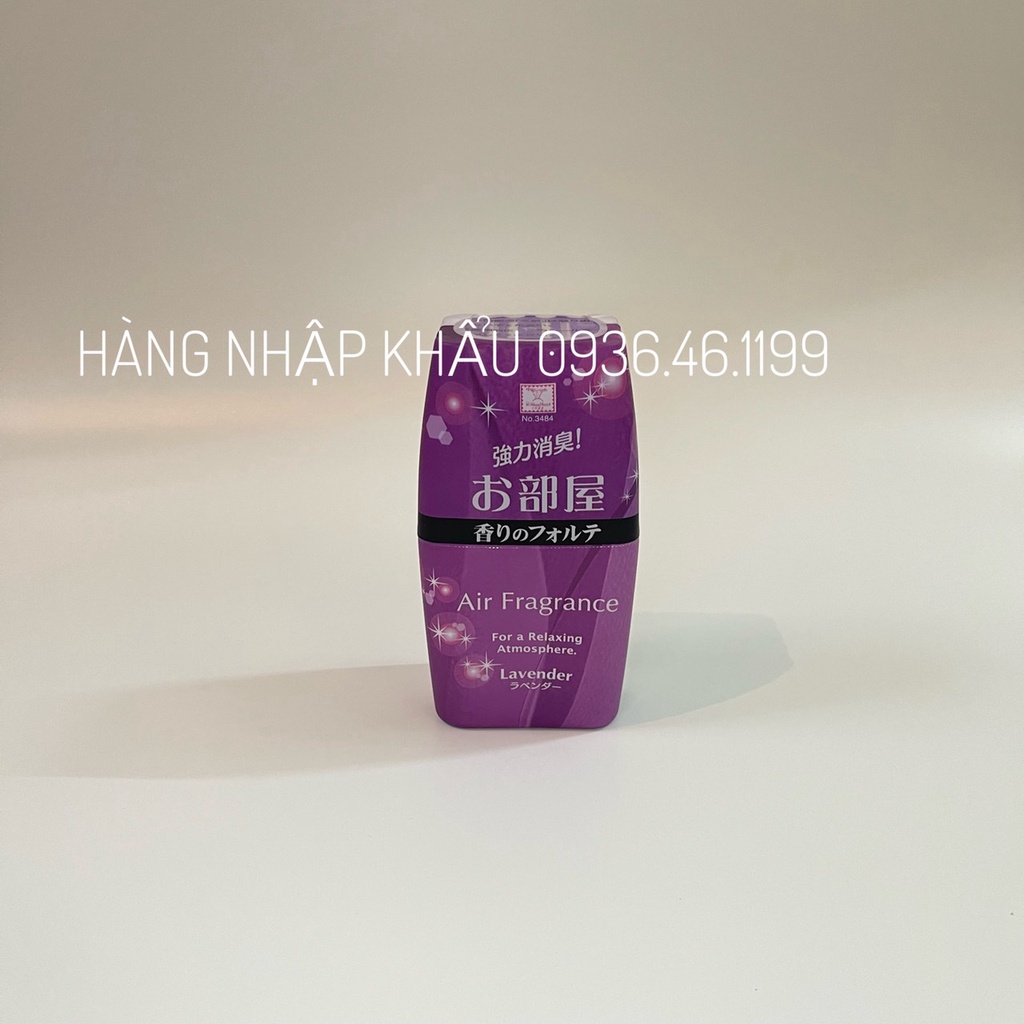 HÀNG NHẬP KHẨU 0936.46.1199
No.3484
強力消臭!
お部屋
香りのフォルテ
Air Fragrance
For a Relaxing
Atmosphere.
Lavender
ラベンダー